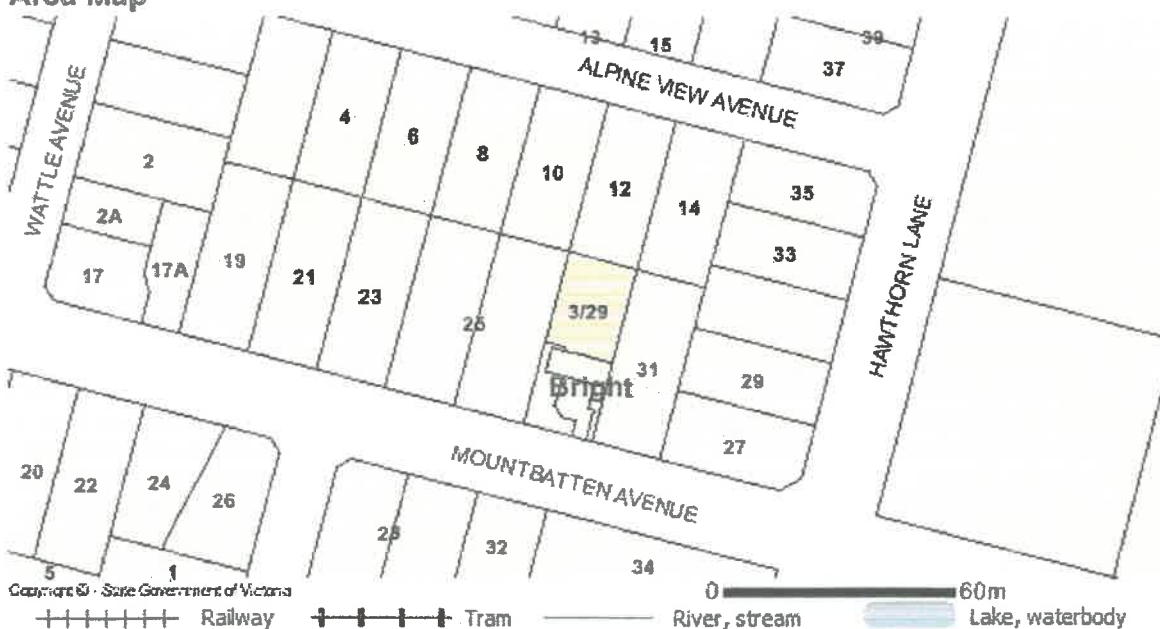 Area Map
13
15
39
37
ALPINE VIEW AVENUE
WATTLE AVENUE
4
6
8
10
12
14
35
33
2
2A
17
17A
19
21
23
25
3/29
31
29
27
HAWTHORN LANE
Bright
MOUNTBATTEN AVENUE
20
22
24
26
28
32
34
5
1
Copyright © - State Government of Victoria
0
60m
Railway
Tram
River, stream
Lake, waterbody